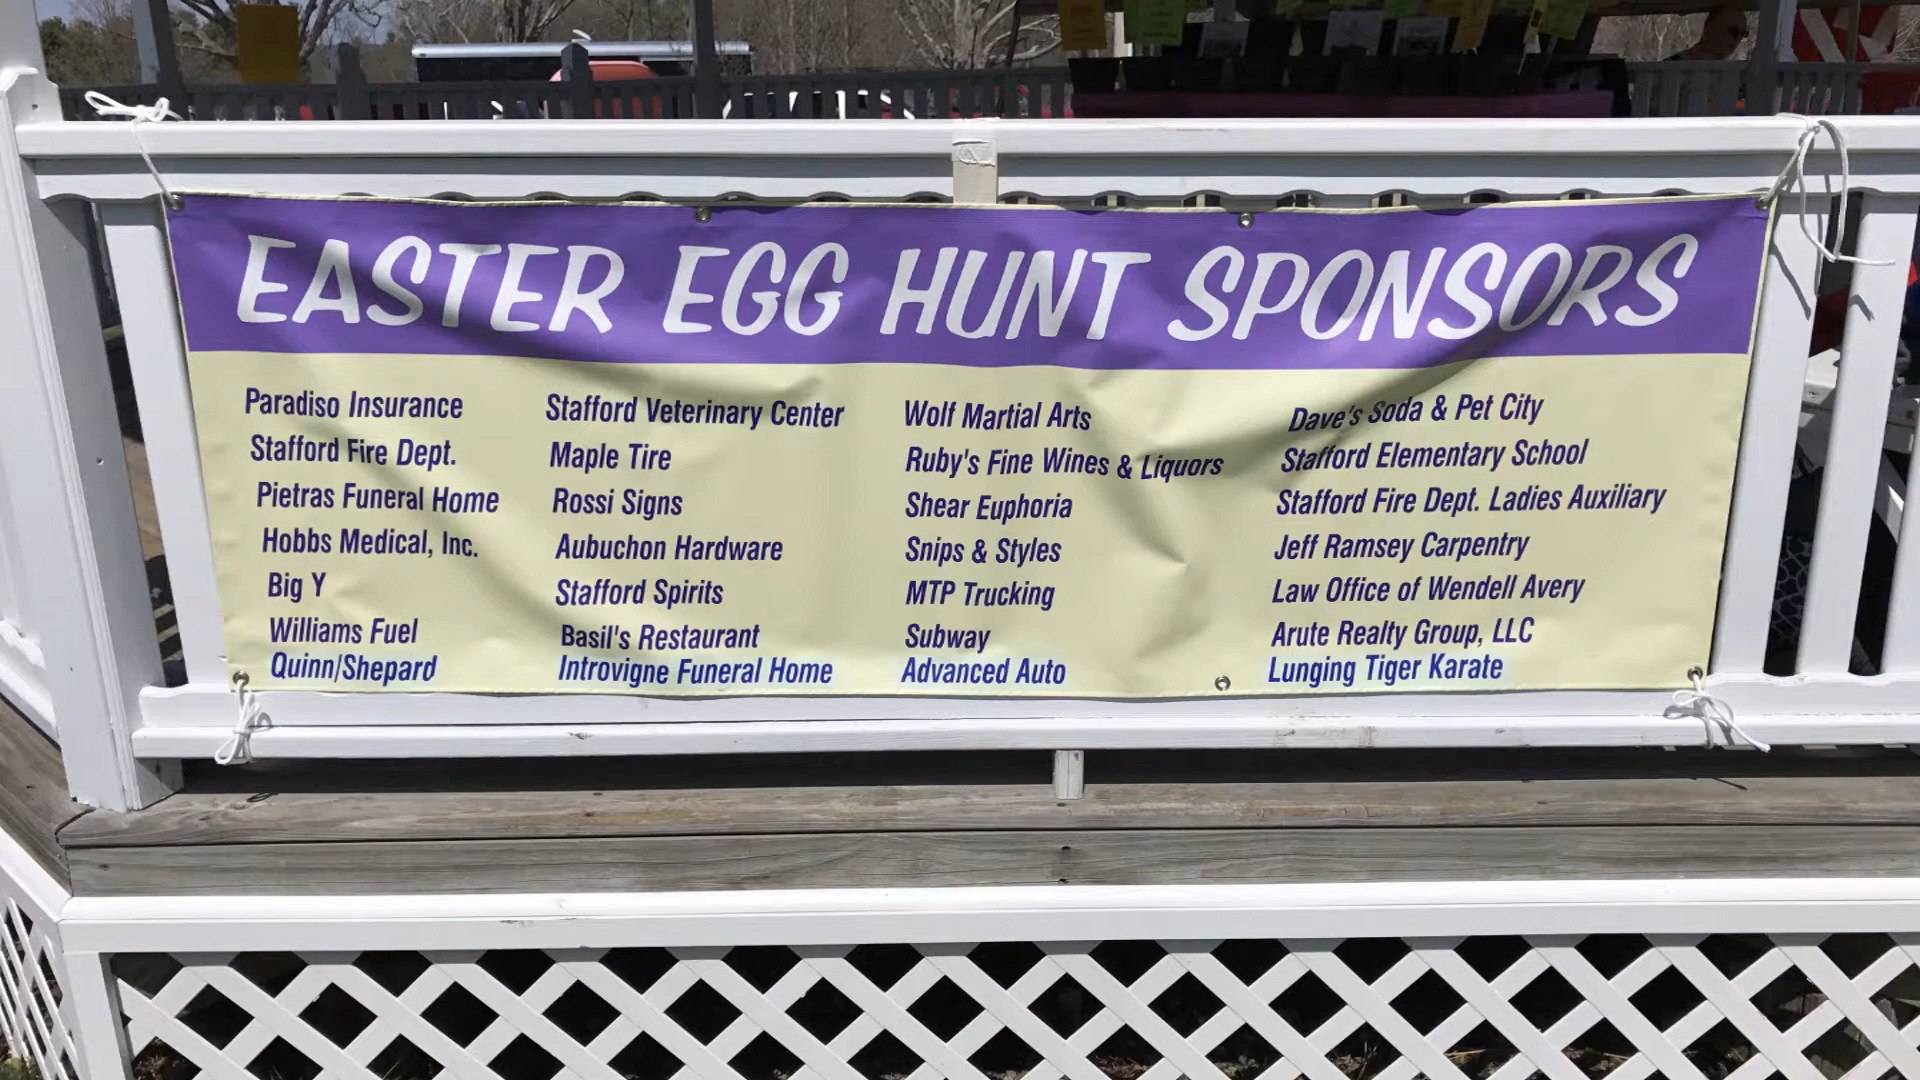 EASTER EGG HUNT SPONSORS
Paradiso Insurance
Stafford Fire Dept.
Pietras Funeral Home
Hobbs Medical, Inc.
Big Y
Williams Fuel
Quinn/Shepard
Stafford Veterinary Center
Maple Tire
Rossi Signs
Aubuchon Hardware
Stafford Spirits
Basil's Restaurant
Introvigne Funeral Home
Wolf Martial Arts
Ruby's Fine Wines & Liquors
Shear Euphoria
Snips & Styles
MTP Trucking
Subway
Advanced Auto
Dave's Soda & Pet City
Stafford Elementary School
Stafford Fire Dept. Ladies Auxiliary
Jeff Ramsey Carpentry
Law Office of Wendell Avery
Arute Realty Group, LLC
Lunging Tiger Karate